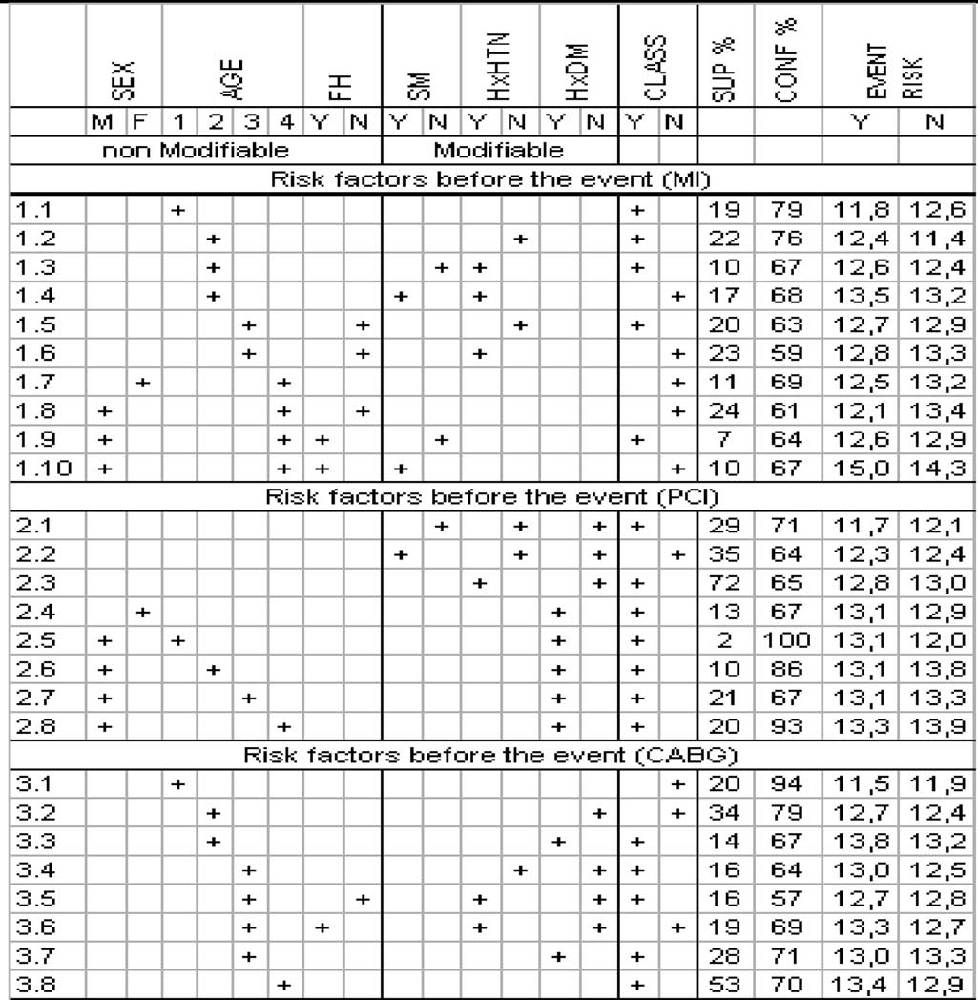 SEX AGE FH SM HxHTN HxDM CLASS SUP % CONF % EVENT RISK
M F 1 2 3 4 Y N Y N Y N Y N Y N Y N
non Modifiable Modifiable
Risk factors before the event (MI)
1.1 + + 19 79 11,8 12,6
1.2 + + + 22 76 12,4 11,4
1.3 + + + + 10 67 12,6 12,4
1.4 + + + + 17 68 13,5 13,2
1.5 + + + + 20 63 12,7 12,9
1.6 + + + + 23 59 12,8 13,3
1.7 + + + 11 69 12,5 13,2
1.8 + + + + 24 61 12,1 13,4
1.9 + + + + + 7 64 12,6 12,9
1.10 + + + + + 10 67 15,0 14,3
Risk factors before the event (PCI)
2.1 + + + + 29 71 11,7 12,1
2.2 + + + + 35 64 12,3 12,4
2.3 + + + 72 65 12,8 13,0
2.4 + + + 13 67 13,1 12,9
2.5 + + + + 2 100 13,1 12,0
2.6 + + + + 10 86 13,1 13,8
2.7 + + + + 21 67 13,1 13,3
2.8 + + + + 20 93 13,3 13,9
Risk factors before the event (CABG)
3.1 + + 20 94 11,5 11,9
3.2 + + + 34 79 12,7 12,4
3.3 + + + 14 67 13,8 13,2
3.4 + + + + 16 64 13,0 12,5
3.5 + + + + + 16 57 12,7 12,8
3.6 + + + + + 19 69 13,3 12,7
3.7 + + + 28 71 13,0 13,3
3.8 + + 53 70 13,4 12,9